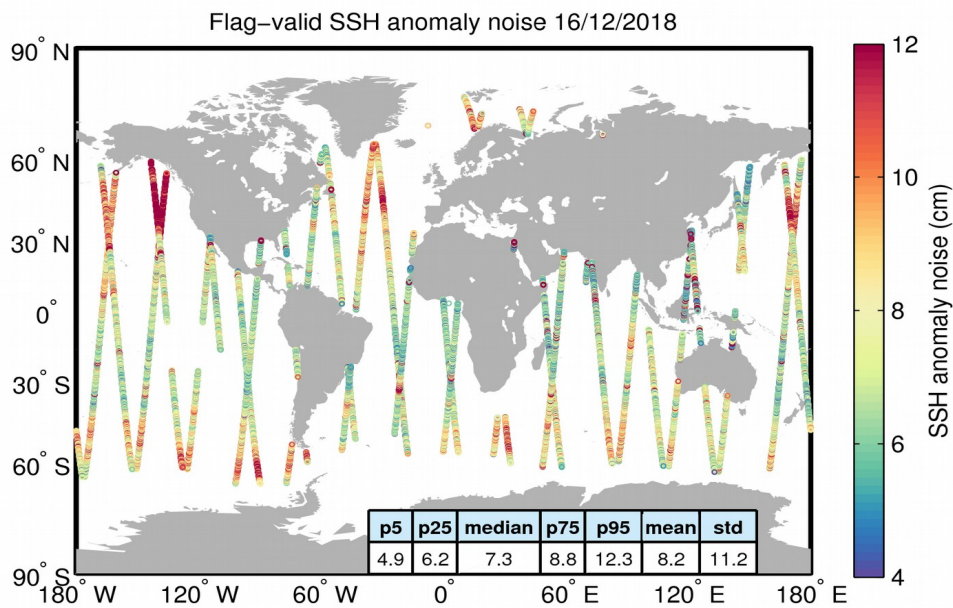 Flag−valid SSH anomaly noise 16/12/2018
90° N
60° N
30° N
0°
30° S
60° S
90° S
180° W 120° W 60° W 0° 60° E 120° E 180° E
p5 p25 median p75 p95 mean std
4.9 6.2 7.3 8.8 12.3 8.2 11.2
12
10
8
6
4
SSH anomaly noise (cm)